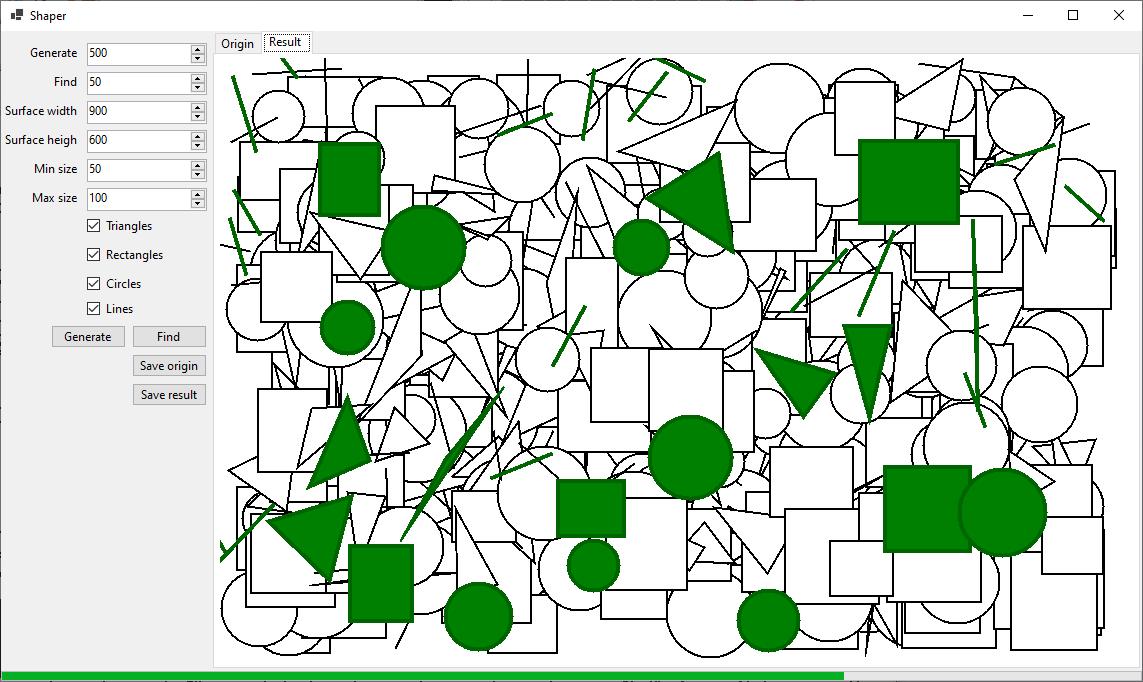 Shaper
Generate 500
Find 50
Surface width 900
Surface heigh 600
Min size 50
Max size 100
Triangles
Rectangles
Circles
Lines
Generate Find
Save origin
Save result
Origin Result